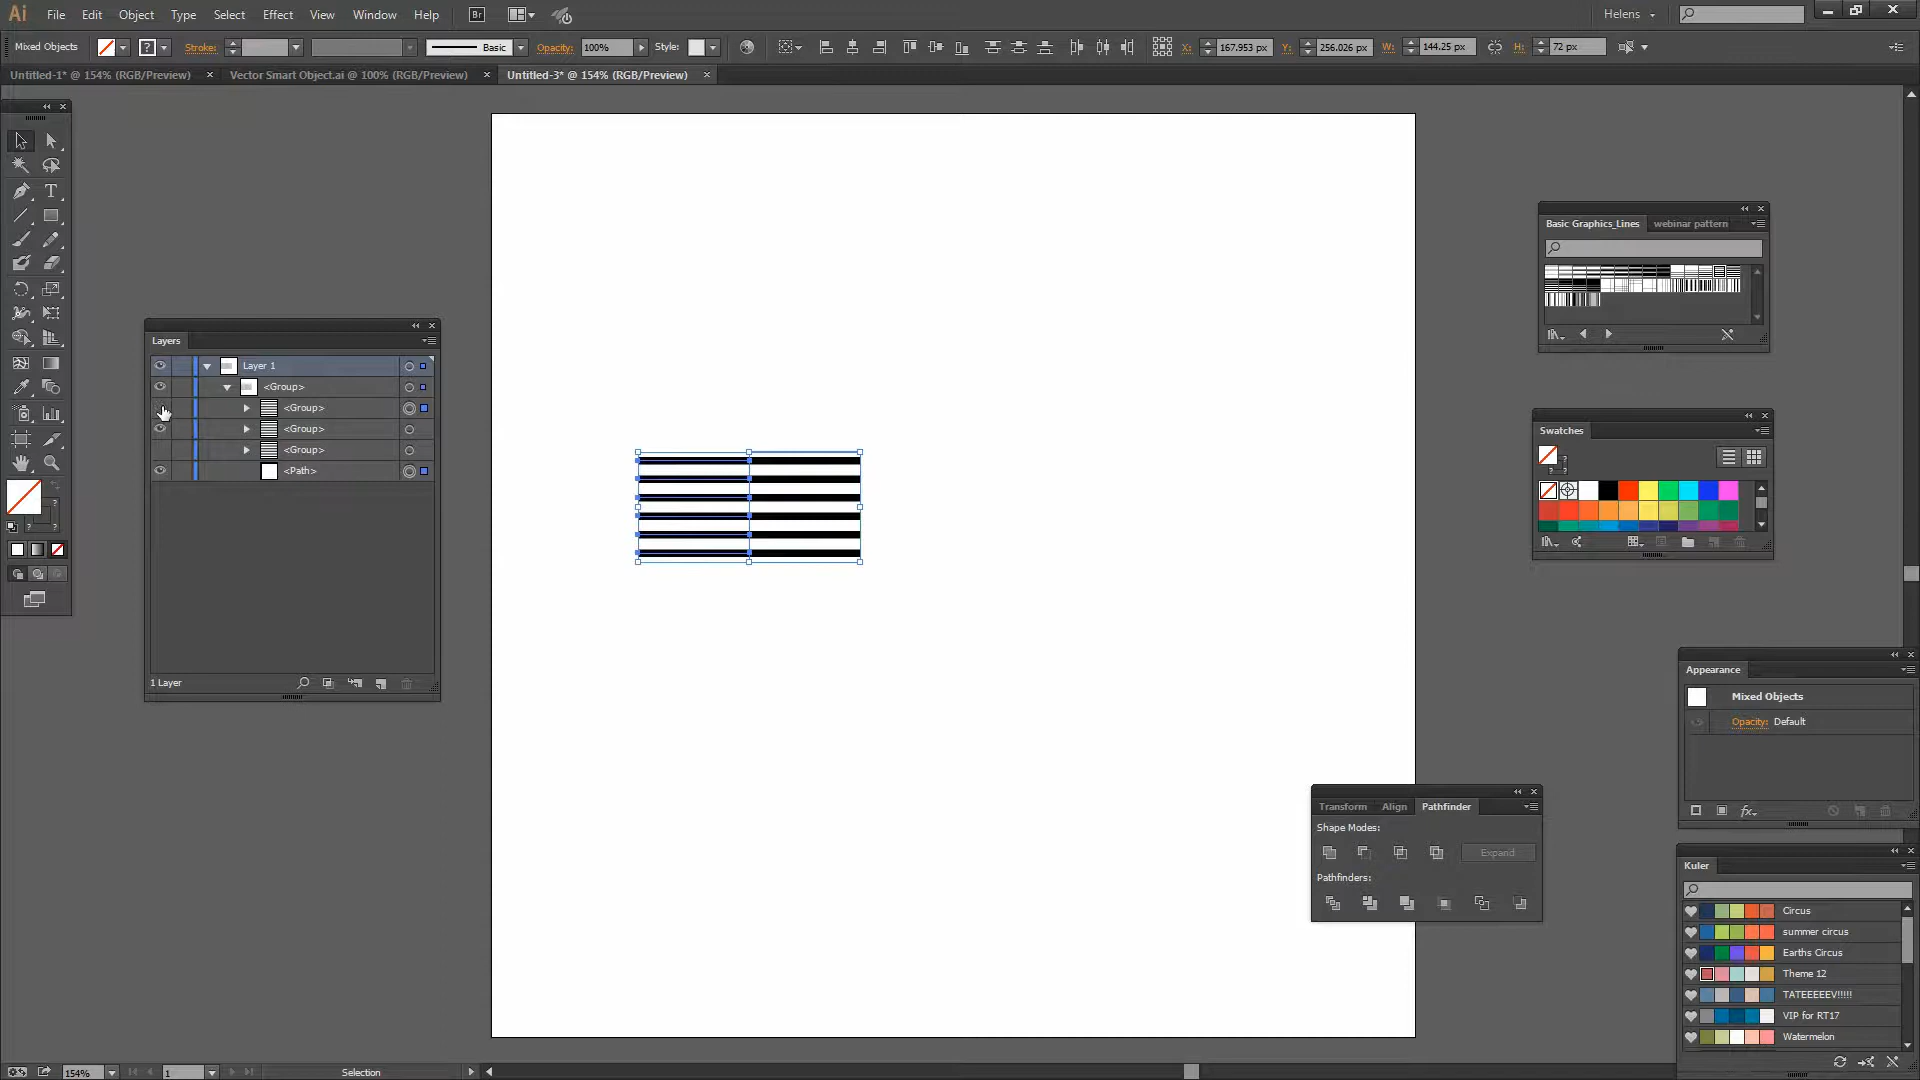 Ai File Edit Object Type Select Effect View Window Help Br Helens
Mixed Objects ? Stroke: Basic Opacity: 100% Style: X: 167.953 px Y: 256.026 px W: 144.25 px H: 72 px
Untitled-1* @ 154% (RGB/Preview) Vector Smart Object.ai @ 100% (RGB/Preview) Untitled-3* @ 154% (RGB/Preview)
Basic Graphics_Lines webinar pattern
Layers
Layer 1
<Group>
<Group>
<Group>
<Group>
<Path>
1 Layer
Swatches
Appearance
Mixed Objects
Opacity: Default
fx
Transform Align Pathfinder
Shape Modes:
Expand
Pathfinders:
Kuler
Circus
summer circus
Earths Circus
Theme 12
TATEEEEEV!!!!!
VIP for RT17
Watermelon
154% 1 Selection